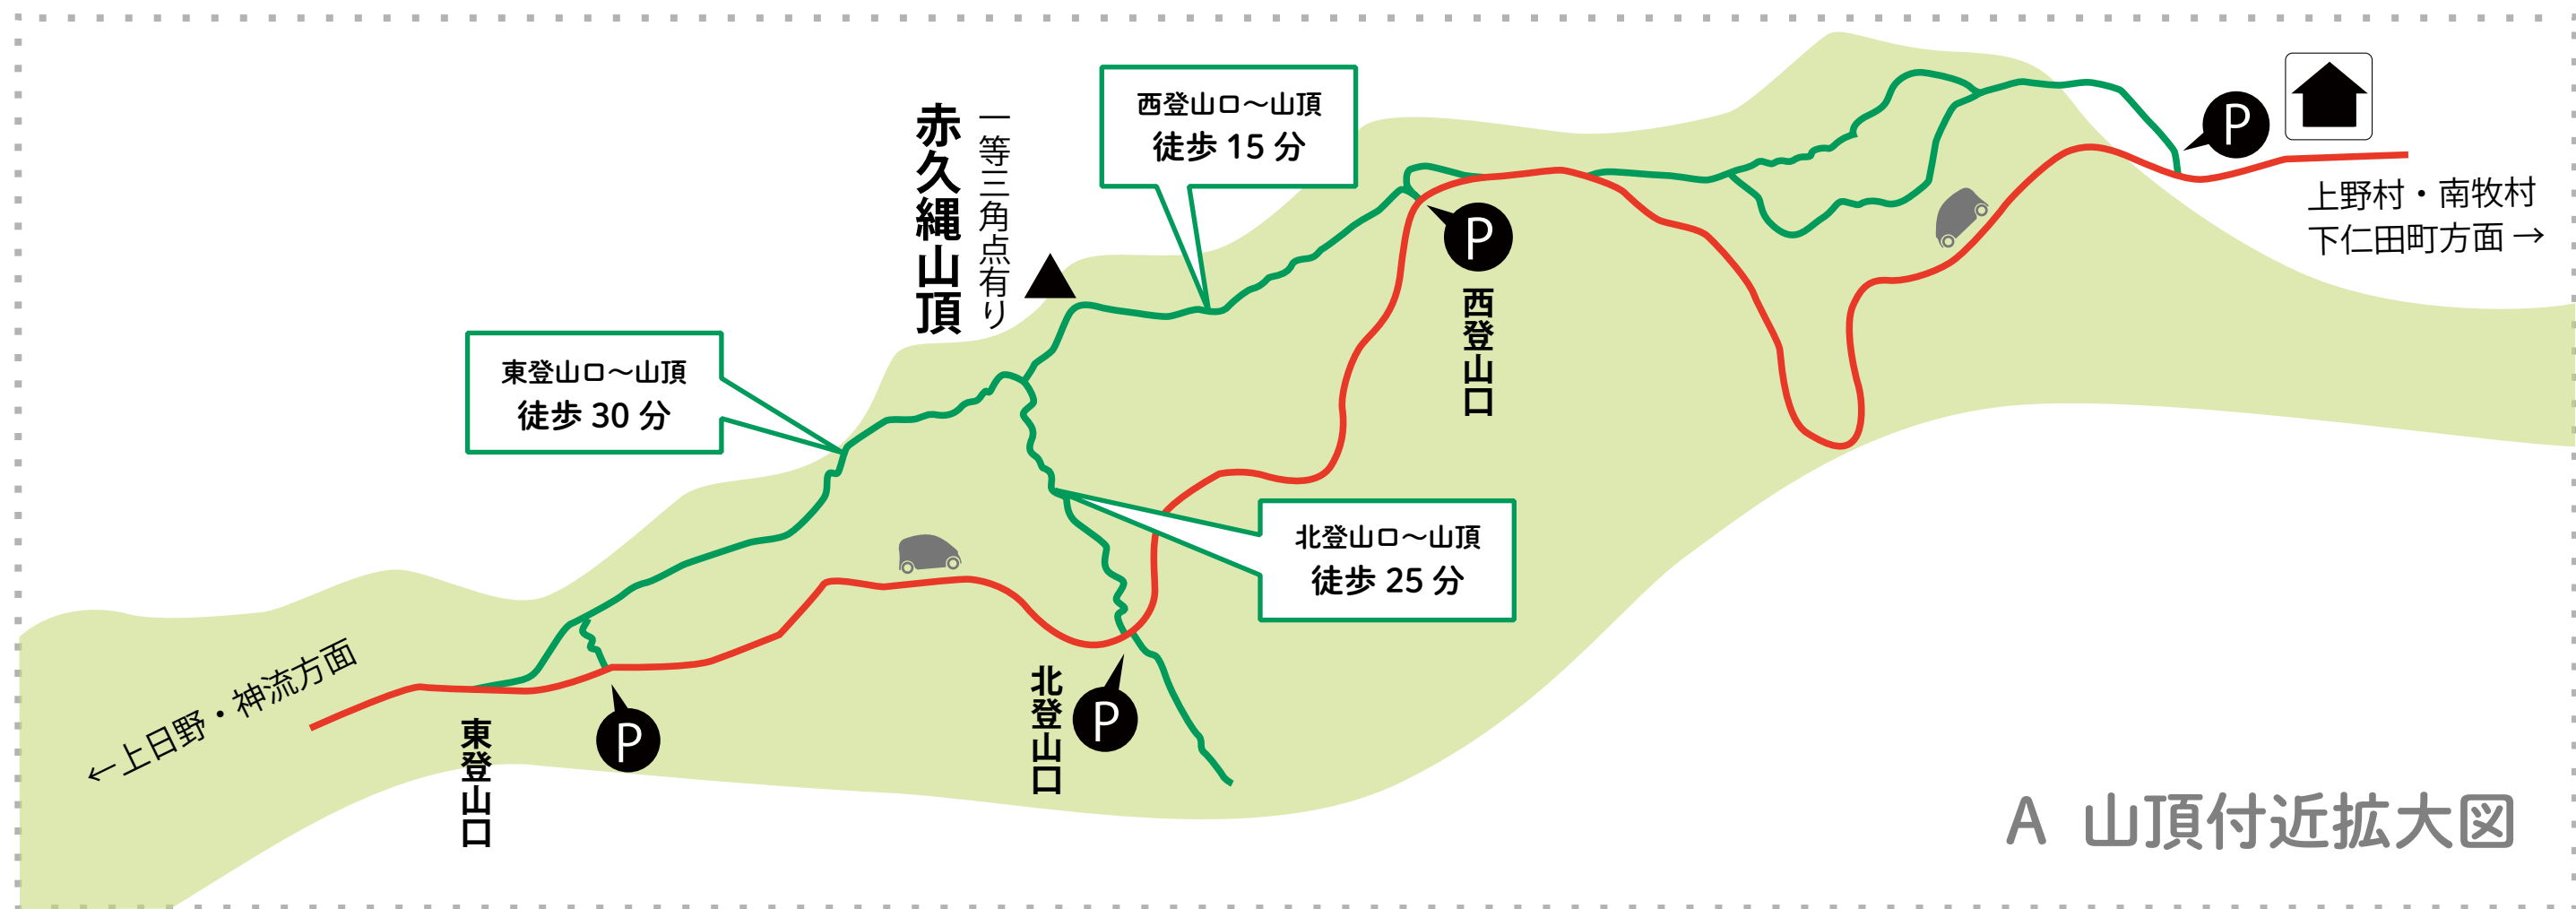 赤久縄山頂
一等三角点有り
西登山口～山頂
徒歩 15 分
P
上野村・南牧村
下仁田町方面→
P
西登山口
東登山口～山頂
徒歩 30 分
北登山口～山頂
徒歩 25 分
←上日野・神流方面
東登山口
P
北登山口
P
A 山頂付近拡大図